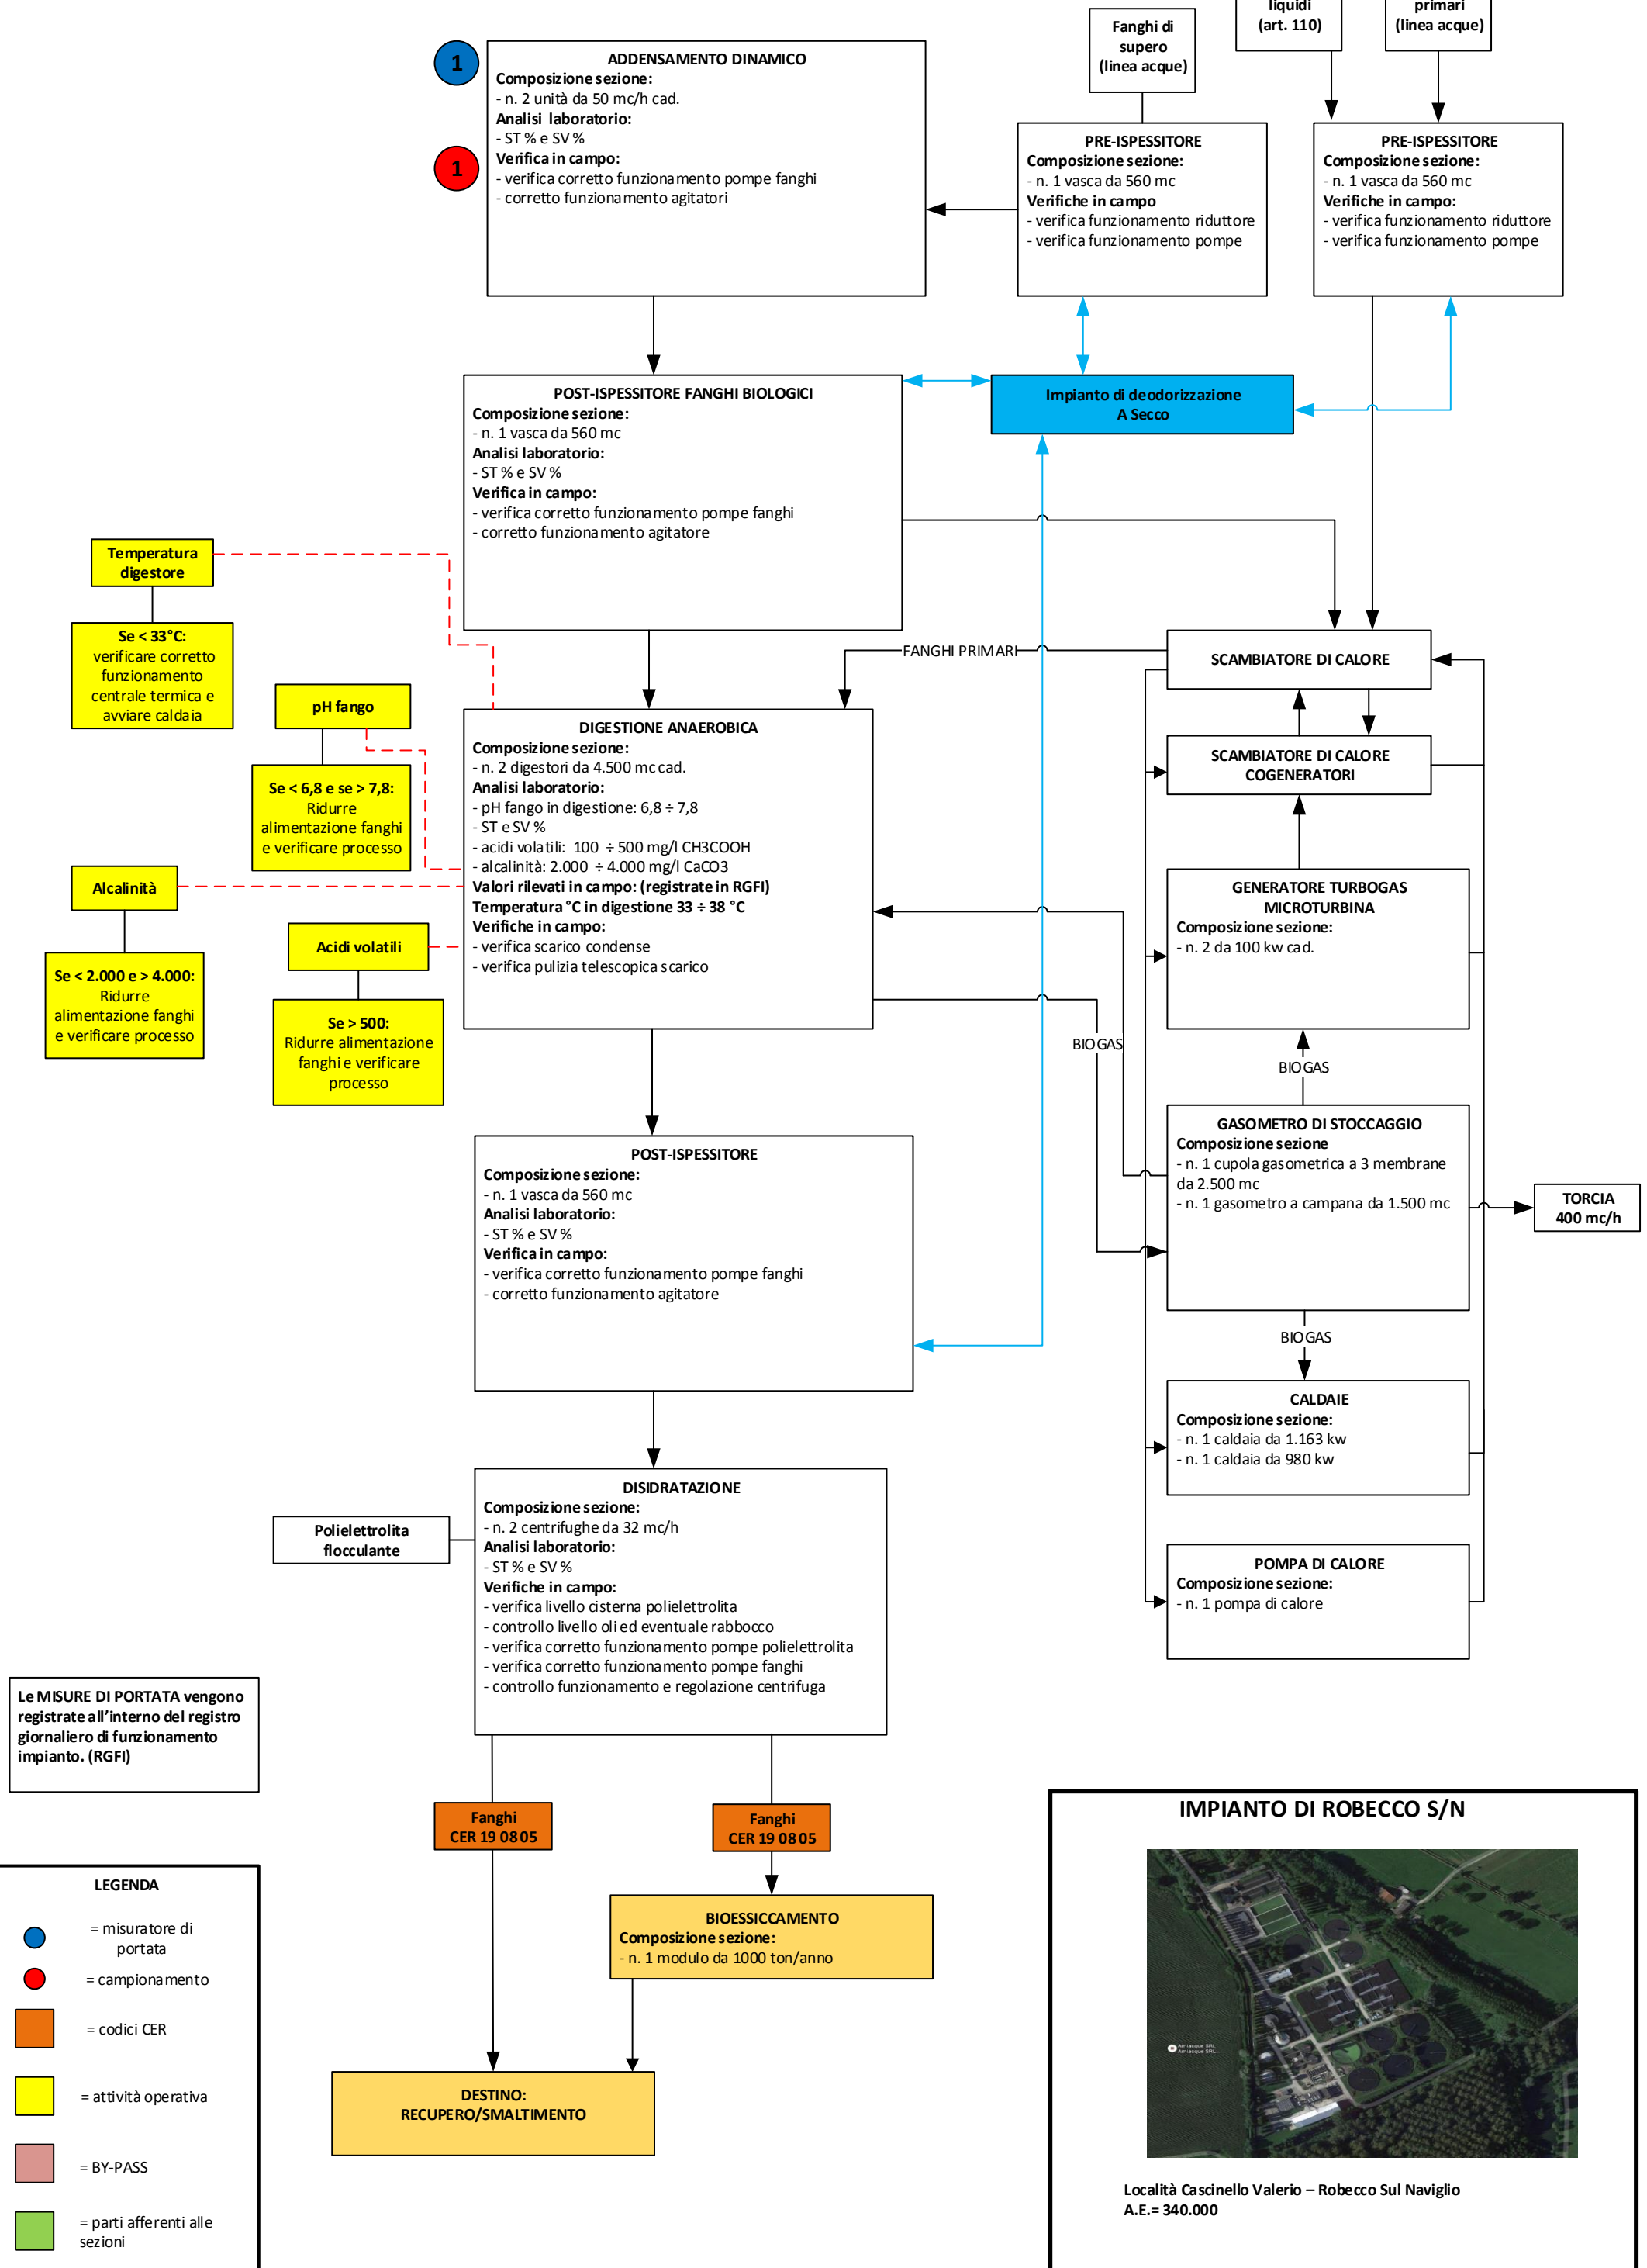 liquidi
(art. 110)
primari
(linea acque)
Fanghi di
supero
(linea acque)
1
1
ADDENSAMENTO DINAMICO
Composizione sezione:
- n. 2 unità da 50 mc/h cad.
Analisi laboratorio:
- ST % e SV %
Verifica in campo:
- verifica corretto funzionamento pompe fanghi
- corretto funzionamento agitatori
PRE-ISPESSITORE
Composizione sezione:
- n. 1 vasca da 560 mc
Verifiche in campo
- verifica funzionamento riduttore
- verifica funzionamento pompe
PRE-ISPESSITORE
Composizione sezione:
- n. 1 vasca da 560 mc
Verifiche in campo:
- verifica funzionamento riduttore
- verifica funzionamento pompe
POST-ISPESSITORE FANGHI BIOLOGICI
Composizione sezione:
- n. 1 vasca da 560 mc
Analisi laboratorio:
- ST % e SV %
Verifica in campo:
- verifica corretto funzionamento pompe fanghi
- corretto funzionamento agitatore
Impianto di deodorizzazione
A Secco
Temperatura
digestore
Se < 33°C:
verificare corretto
funzionamento
centrale termica e
avviare caldaia
pH fango
Se < 6,8 e se > 7,8:
Ridurre
alimentazione fanghi
e verificare processo
Alcalinità
Se < 2.000 e > 4.000:
Ridurre
alimentazione fanghi
e verificare processo
Acidi volatili
Se > 500:
Ridurre alimentazione
fanghi e verificare
processo
FANGHI PRIMARI
SCAMBIATORE DI CALORE
SCAMBIATORE DI CALORE
COGENERATORI
DIGESTIONE ANAEROBICA
Composizione sezione:
- n. 2 digestori da 4.500 mc cad.
Analisi laboratorio:
- pH fango in digestione: 6,8 ÷ 7,8
- ST e SV %
- acidi volatili: 100 ÷ 500 mg/l CH3COOH
- alcalinità: 2.000 ÷ 4.000 mg/l CaCO3
Valori rilevati in campo: (registrate in RGFI)
Temperatura °C in digestione 33 ÷ 38 °C
Verifiche in campo:
- verifica scarico condense
- verifica pulizia telescopica scarico
GENERATORE TURBOGAS
MICROTURBINA
Composizione sezione:
- n. 2 da 100 kw cad.
BIOGAS
BIOGAS
GASOMETRO DI STOCCAGGIO
Composizione sezione
- n. 1 cupola gasometrica a 3 membrane
da 2.500 mc
- n. 1 gasometro a campana da 1.500 mc
TORCIA
400 mc/h
BIOGAS
POST-ISPESSITORE
Composizione sezione:
- n. 1 vasca da 560 mc
Analisi laboratorio:
- ST % e SV %
Verifica in campo:
- verifica corretto funzionamento pompe fanghi
- corretto funzionamento agitatore
CALDAIE
Composizione sezione:
- n. 1 caldaia da 1.163 kw
- n. 1 caldaia da 980 kw
POMPA DI CALORE
Composizione sezione:
- n. 1 pompa di calore
Polielettrolita
flocculante
DISIDRATAZIONE
Composizione sezione:
- n. 2 centrifughe da 32 mc/h
Analisi laboratorio:
- ST % e SV %
Verifiche in campo:
- verifica livello cisterna polielettrolita
- controllo livello oli ed eventuale rabbocco
- verifica corretto funzionamento pompe polielettrolita
- verifica corretto funzionamento pompe fanghi
- controllo funzionamento e regolazione centrifuga
Le MISURE DI PORTATA vengono
registrate all'interno del registro
giornaliero di funzionamento
impianto. (RGFI)
Fanghi
CER 19 08 05
Fanghi
CER 19 08 05
BIOESSICCAMENTO
Composizione sezione:
- n. 1 modulo da 1000 ton/anno
DESTINO:
RECUPERO/SMALTIMENTO
LEGENDA
= misuratore di
portata
= campionamento
= codici CER
= attività operativa
= BY-PASS
= parti afferenti alle
sezioni
IMPIANTO DI ROBECCO S/N
Amiacque SRL
Amiacque SRL
Località Cascinello Valerio – Robecco Sul Naviglio
A.E.= 340.000